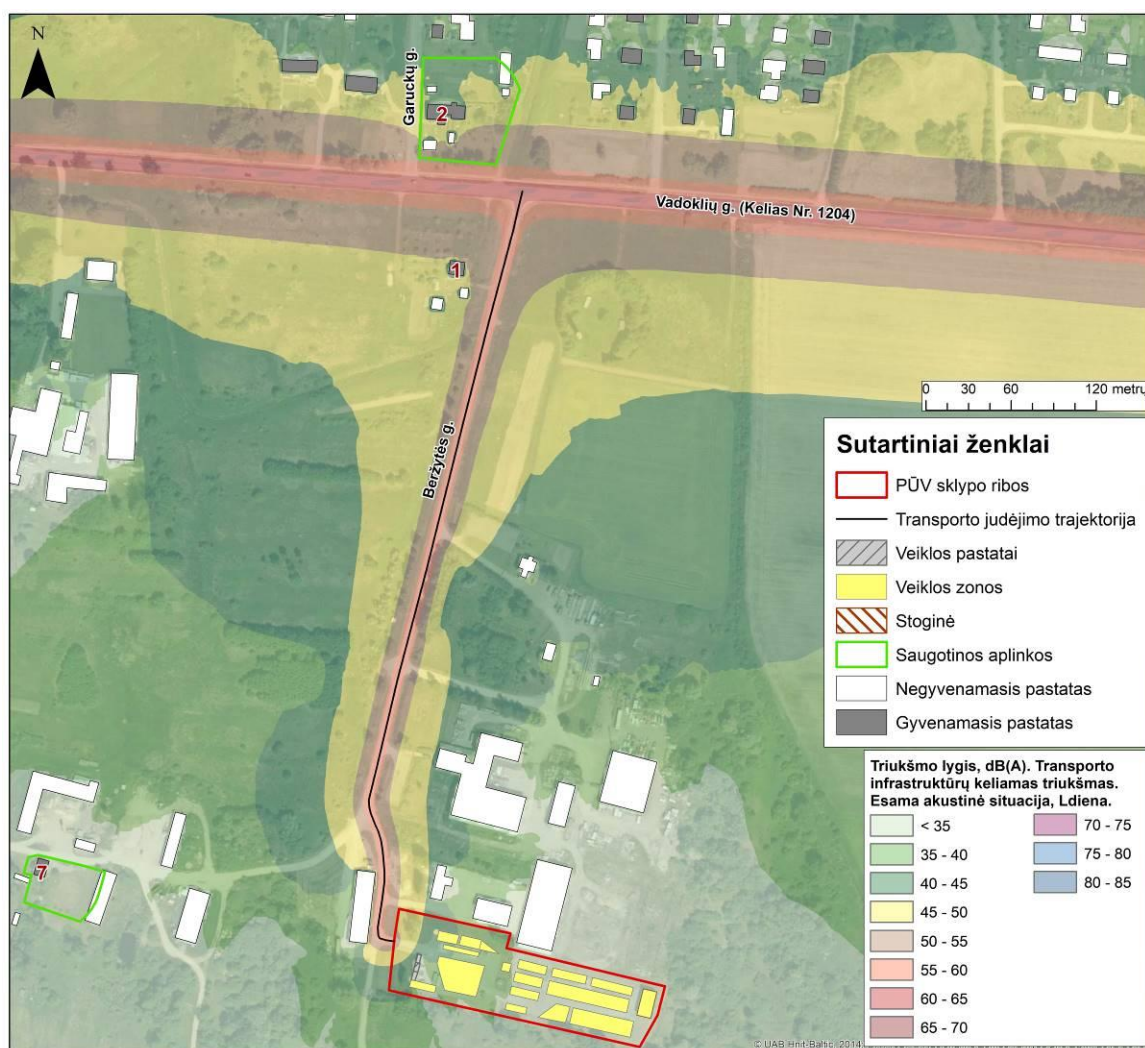 N
Garuckų g.
2
Vadoklių g. (Kelias Nr. 1204)
1
Beržytės g.
0 30 60 120 metrų
Sutartiniai ženklai
PŪV sklypo ribos
Transporto judėjimo trajektorija
Veiklos pastatai
Veiklos zonos
Stoginė
Saugotinos aplinkos
Negyvenamasis pastatas
Gyvenamasis pastatas
Triukšmo lygis, dB(A). Transporto
infrastruktūrų keliamas triukšmas.
Esama akustinė situacija, Ldiena.
< 35
35 - 40
40 - 45
45 - 50
50 - 55
55 - 60
60 - 65
65 - 70
70 - 75
75 - 80
80 - 85
7
© UAB Hnit-Baltic, 2014